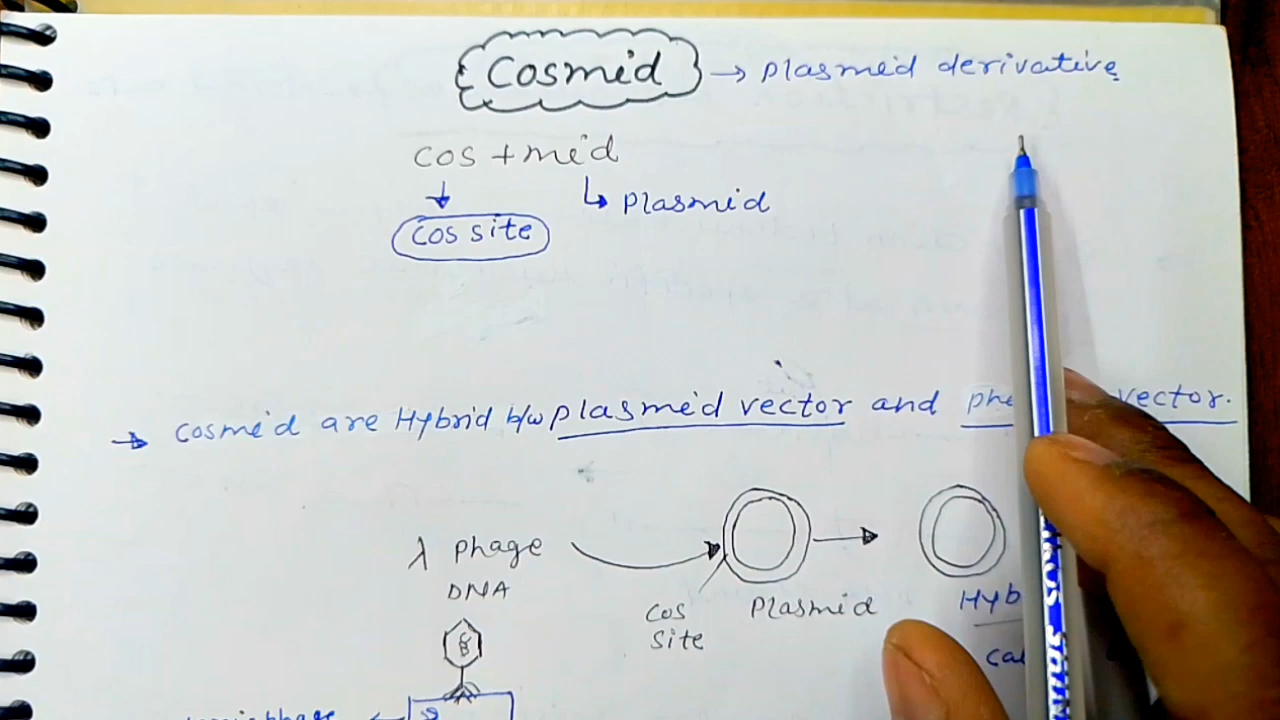 Cosmid → plasmid derivative
cos + mid
cos site
plasmid
→ cosmid are Hybrid b/w plasmid vector and vector.
λ phage
DNA
cos
site
Plasmid